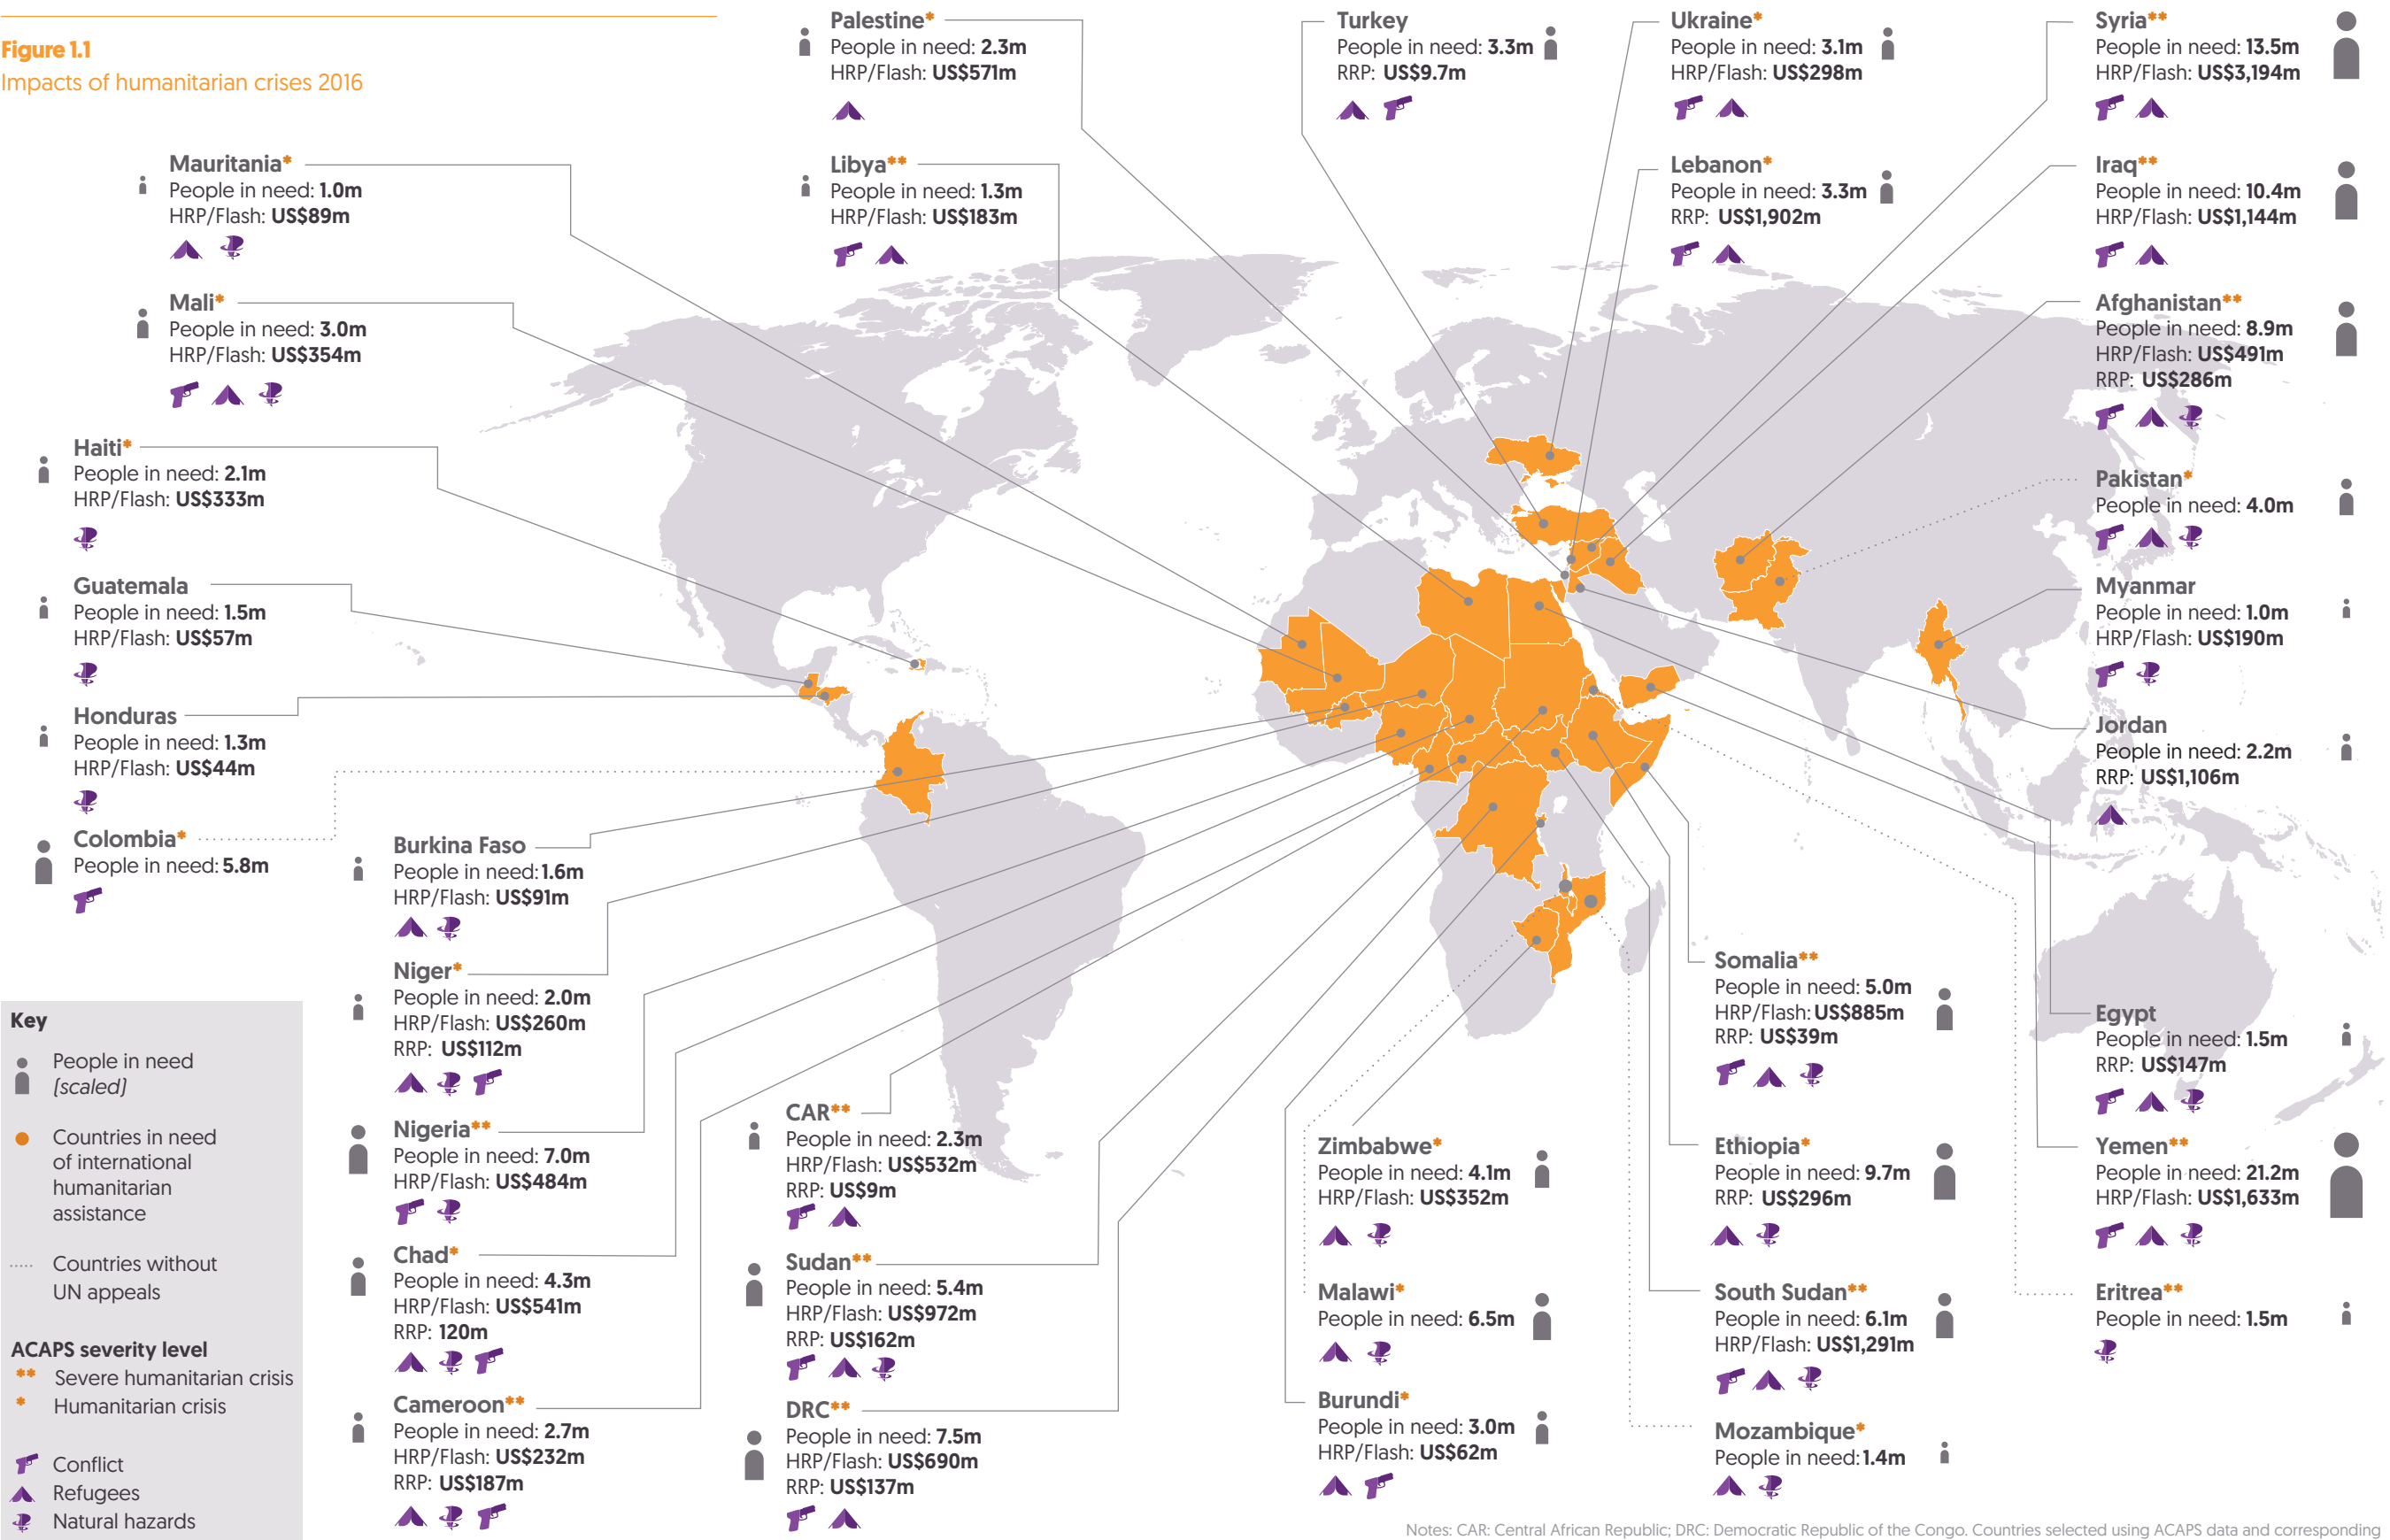 Figure 1.1
Impacts of humanitarian crises 2016
Palestine*
People in need: 2.3m
HRP/Flash: US$571m
Turkey
People in need: 3.3m
RRP: US$9.7m
Ukraine*
People in need: 3.1m
HRP/Flash: US$298m
Syria**
People in need: 13.5m
HRP/Flash: US$3,194m
Mauritania*
People in need: 1.0m
HRP/Flash: US$89m
Libya**
People in need: 1.3m
HRP/Flash: US$183m
Lebanon*
People in need: 3.3m
RRP: US$1,902m
Iraq**
People in need: 10.4m
HRP/Flash: US$1,144m
Mali*
People in need: 3.0m
HRP/Flash: US$354m
Afghanistan**
People in need: 8.9m
HRP/Flash: US$491m
RRP: US$286m
Haiti*
People in need: 2.1m
HRP/Flash: US$333m
Pakistan*
People in need: 4.0m
Guatemala
People in need: 1.5m
HRP/Flash: US$57m
Myanmar
People in need: 1.0m
HRP/Flash: US$190m
Honduras
People in need: 1.3m
HRP/Flash: US$44m
Jordan
People in need: 2.2m
RRP: US$1,106m
Colombia*
People in need: 5.8m
Burkina Faso
People in need: 1.6m
HRP/Flash: US$91m
Niger*
People in need: 2.0m
HRP/Flash: US$260m
RRP: US$112m
Nigeria**
People in need: 7.0m
HRP/Flash: US$484m
Chad*
People in need: 4.3m
HRP/Flash: US$541m
RRP: 120m
Cameroon**
People in need: 2.7m
HRP/Flash: US$232m
RRP: US$187m
CAR**
People in need: 2.3m
HRP/Flash: US$532m
RRP: US$9m
Sudan**
People in need: 5.4m
HRP/Flash: US$972m
RRP: US$162m
DRC**
People in need: 7.5m
HRP/Flash: US$690m
RRP: US$137m
Zimbabwe*
People in need: 4.1m
HRP/Flash: US$352m
Malawi*
People in need: 6.5m
Burundi*
People in need: 3.0m
HRP/Flash: US$62m
Somalia**
People in need: 5.0m
HRP/Flash: US$885m
RRP: US$39m
Ethiopia*
People in need: 9.7m
RRP: US$296m
South Sudan**
People in need: 6.1m
HRP/Flash: US$1,291m
Mozambique*
People in need: 1.4m
Egypt
People in need: 1.5m
RRP: US$147m
Yemen**
People in need: 21.2m
HRP/Flash: US$1,633m
Eritrea**
People in need: 1.5m
Key
People in need
[scaled]
Countries in need
of international
humanitarian
assistance
Countries without
UN appeals
ACAPS severity level
** Severe humanitarian crisis
* Humanitarian crisis
Conflict
Refugees
Natural hazards
Notes: CAR: Central African Republic; DRC: Democratic Republic of the Congo. Countries selected using ACAPS data and corresponding